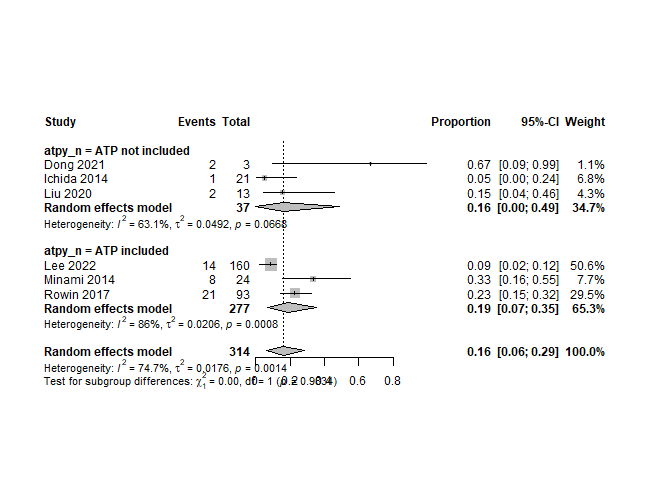 Study Events Total Proportion 95%-CI Weight
atpy_n = ATP not included
Dong 2021 2 3 0.67 [0.09; 0.99] 1.1%
Ichida 2014 1 21 0.05 [0.00; 0.24] 6.8%
Liu 2020 2 13 0.15 [0.04; 0.46] 4.3%
Random effects model 37 0.16 [0.00; 0.49] 34.7%
Heterogeneity: I² = 63.1%, τ² = 0.0492, p = 0.0668
atpy_n = ATP included
Lee 2022 14 160 0.09 [0.02; 0.12] 50.6%
Minami 2014 8 24 0.33 [0.16; 0.55] 7.7%
Rowin 2017 21 93 0.23 [0.15; 0.32] 29.5%
Random effects model 277 0.19 [0.07; 0.35] 65.3%
Heterogeneity: I² = 86%, τ² = 0.0206, p = 0.0008
Random effects model 314 0.16 [0.06; 0.29] 100.0%
Heterogeneity: I² = 74.7%, τ² = 0.0176, p = 0.0014
Test for subgroup differences: χ²₁ = 0.00, df = 1 (p =
0 0.2 0.4 0.6 0.8